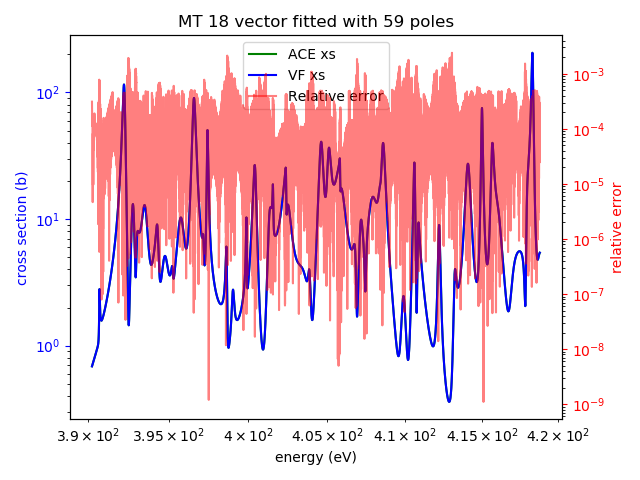 MT 18 vector fitted with 59 poles
ACE xs
VF xs
Relative error
cross section (b)
10² 10¹ 10⁰
10⁻³ 10⁻⁴ 10⁻⁵ 10⁻⁶ 10⁻⁷ 10⁻⁸ 10⁻⁹
relative error
3.9 × 10² 3.95 × 10² 4 × 10² 4.05 × 10² 4.1 × 10² 4.15 × 10² 4.2 × 10²
energy (eV)